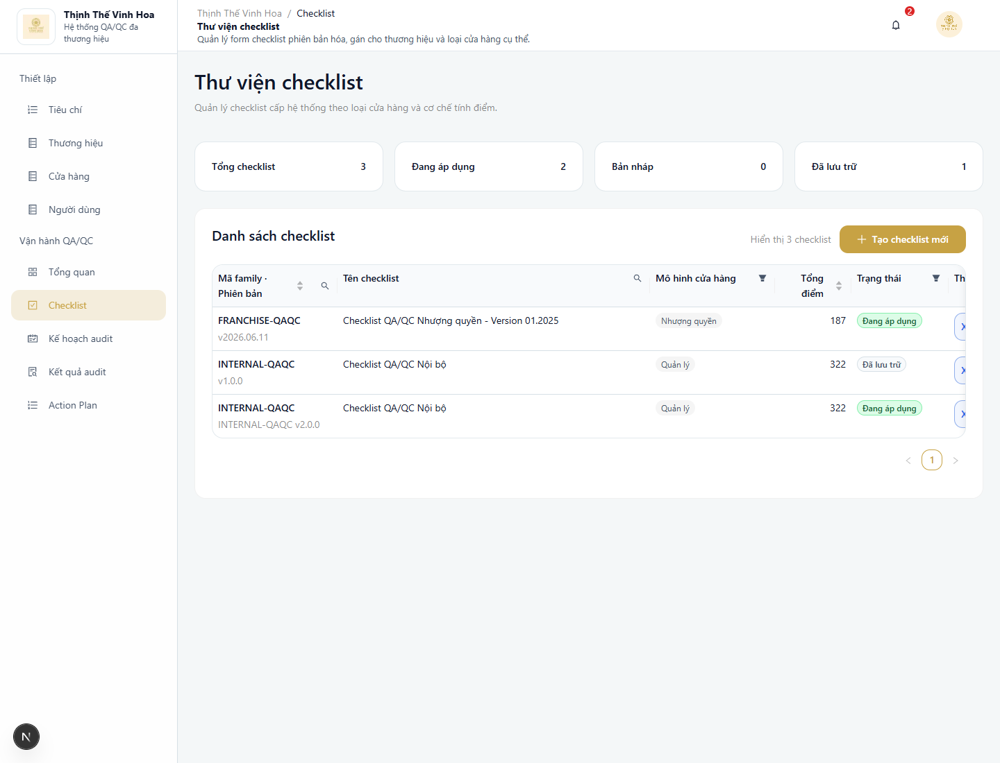 Thịnh Thế Vinh Hoa
Hệ thống QA/QC đa
thương hiệu
Thiết lập
Tiêu chí
Thương hiệu
Cửa hàng
Người dùng
Vận hành QA/QC
Tổng quan
Checklist
Kế hoạch audit
Kết quả audit
Action Plan
N
Thịnh Thế Vinh Hoa / Checklist
Thư viện checklist
Quản lý form checklist phiên bản hóa, gán cho thương hiệu và loại cửa hàng cụ thể.
2
Thư viện checklist
Quản lý checklist cấp hệ thống theo loại cửa hàng và cơ chế tính điểm.
Tổng checklist 3
Đang áp dụng 2
Bản nháp 0
Đã lưu trữ 1
Danh sách checklist
Hiển thị 3 checklist
Tạo checklist mới
Mã family ·
Phiên bản
Tên checklist
Mô hình cửa hàng
Tổng
điểm
Trạng thái
Th
FRANCHISE-QAQC
v2026.06.11
Checklist QA/QC Nhượng quyền - Version 01.2025
Nhượng quyền
187
Đang áp dụng
X
INTERNAL-QAQC
v1.0.0
Checklist QA/QC Nội bộ
Quản lý
322
Đã lưu trữ
X
INTERNAL-QAQC
INTERNAL-QAQC v2.0.0
Checklist QA/QC Nội bộ
Quản lý
322
Đang áp dụng
X
1